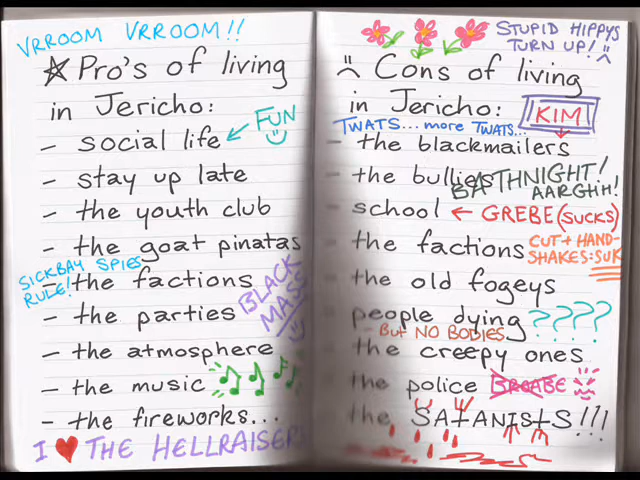 VRROOM VRROOM!!
Pro's of living
in Jericho:
- social life ← FUN
- stay up late
- the youth club
- the goat pinatas
SICKBAY SPIES
RULE!
- the factions
- the parties
BLACK
MASS
- the atmosphere
- the music
- the fireworks...
I ♥ THE HELLRAISERS
STUPID HIPPYS
TURN UP!
Cons of living
in Jericho:
KIM
TWATS... more TWATS...
- the blackmailers
- the bullies
BASTHNIGHT!
AARGHH!
- school ← GREBE (SUCKS)
the factions
CUT + HAND-
SHAKES = SUK
the old fogeys
people dying ????
- BUT NO BODIES
the creepy ones
the police
the SATANISTS!!!